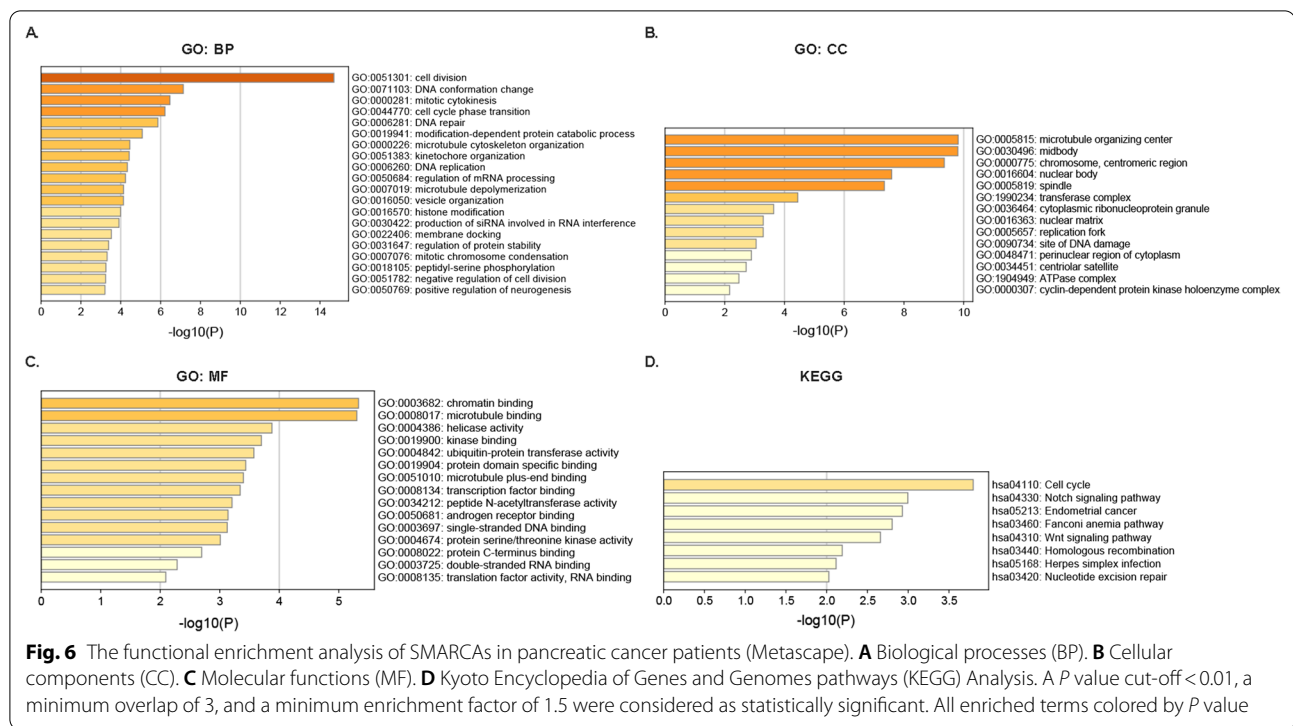 A.
GO: BP
GO:0051301: cell division
GO:0071103: DNA conformation change
GO:0000281: mitotic cytokinesis
GO:0044770: cell cycle phase transition
GO:0006281: DNA repair
GO:0019941: modification-dependent protein catabolic process
GO:0000226: microtubule cytoskeleton organization
GO:0051383: kinetochore organization
GO:0006260: DNA replication
GO:0050684: regulation of mRNA processing
GO:0007019: microtubule depolymerization
GO:0016050: vesicle organization
GO:0016570: histone modification
GO:0030422: production of siRNA involved in RNA interference
GO:0022406: membrane docking
GO:0031647: regulation of protein stability
GO:0007076: mitotic chromosome condensation
GO:0018105: peptidyl-serine phosphorylation
GO:0051782: negative regulation of cell division
GO:0050769: positive regulation of neurogenesis
0 2 4 6 8 10 12 14
-log10(P)
B.
GO: CC
GO:0005815: microtubule organizing center
GO:0030496: midbody
GO:0000775: chromosome, centromeric region
GO:0016604: nuclear body
GO:0005819: spindle
GO:1990234: transferase complex
GO:0036464: cytoplasmic ribonucleoprotein granule
GO:0016363: nuclear matrix
GO:0005657: replication fork
GO:0090734: site of DNA damage
GO:0048471: perinuclear region of cytoplasm
GO:0034451: centriolar satellite
GO:1904949: ATPase complex
GO:0000307: cyclin-dependent protein kinase holoenzyme complex
0 2 4 6 8 10
-log10(P)
C.
GO: MF
GO:0003682: chromatin binding
GO:0008017: microtubule binding
GO:0004386: helicase activity
GO:0019900: kinase binding
GO:0004842: ubiquitin-protein transferase activity
GO:0019904: protein domain specific binding
GO:0051010: microtubule plus-end binding
GO:0008134: transcription factor binding
GO:0034212: peptide N-acetyltransferase activity
GO:0050681: androgen receptor binding
GO:0003697: single-stranded DNA binding
GO:0004674: protein serine/threonine kinase activity
GO:0008022: protein C-terminus binding
GO:0003725: double-stranded RNA binding
GO:0008135: translation factor activity, RNA binding
0 1 2 3 4 5
-log10(P)
D.
KEGG
hsa04110: Cell cycle
hsa04330: Notch signaling pathway
hsa05213: Endometrial cancer
hsa03460: Fanconi anemia pathway
hsa04310: Wnt signaling pathway
hsa03440: Homologous recombination
hsa05168: Herpes simplex infection
hsa03420: Nucleotide excision repair
0.0 0.5 1.0 1.5 2.0 2.5 3.0 3.5
-log10(P)
Fig. 6 The functional enrichment analysis of SMARCAs in pancreatic cancer patients (Metascape). A Biological processes (BP). B Cellular
components (CC). C Molecular functions (MF). D Kyoto Encyclopedia of Genes and Genomes pathways (KEGG) Analysis. A P value cut-off < 0.01, a
minimum overlap of 3, and a minimum enrichment factor of 1.5 were considered as statistically significant. All enriched terms colored by P value